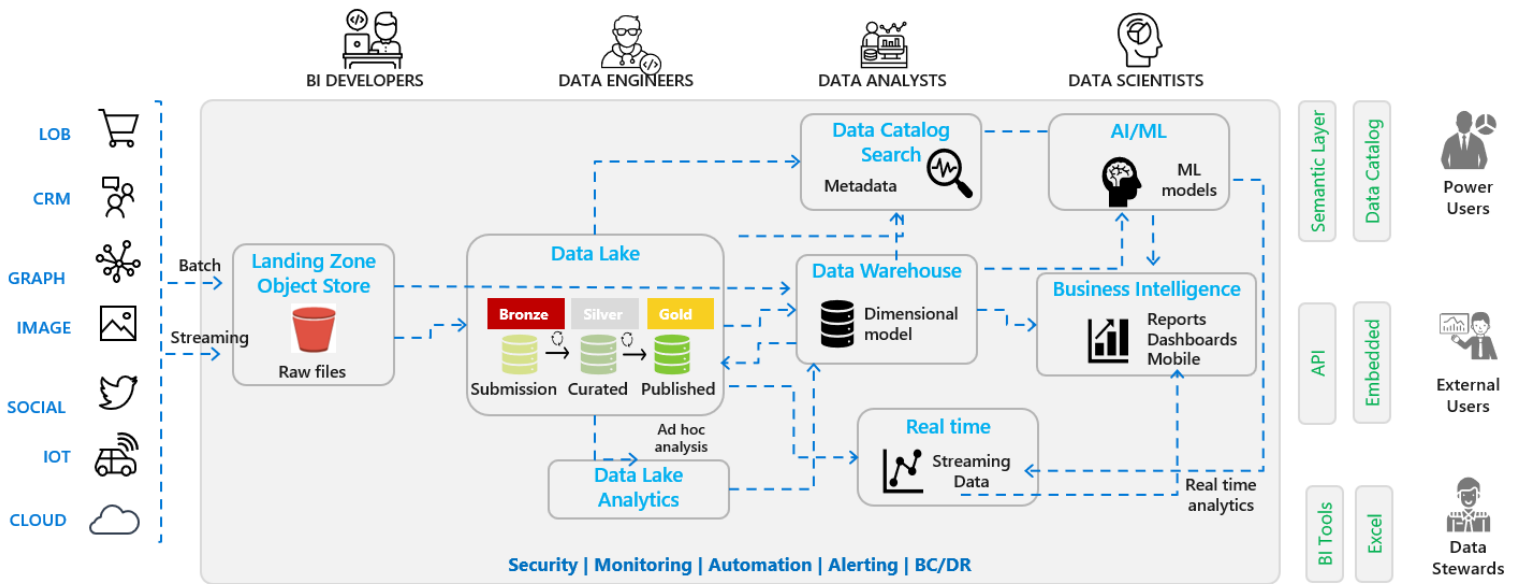 BI DEVELOPERS
DATA ENGINEERS
DATA ANALYSTS
DATA SCIENTISTS
LOB
CRM
GRAPH
IMAGE
SOCIAL
IOT
CLOUD
Batch
Streaming
Landing Zone
Object Store
Raw files
Data Lake
Bronze
Silver
Gold
Submission
Curated
Published
Ad hoc
analysis
Data Lake
Analytics
Data Catalog
Search
Metadata
AI/ML
ML
models
Data Warehouse
Dimensional
model
Business Intelligence
Reports
Dashboards
Mobile
Real time
Streaming
Data
Real time
analytics
Security | Monitoring | Automation | Alerting | BC/DR
Semantic Layer
Data Catalog
Power
Users
API
Embedded
External
Users
BI Tools
Excel
Data
Stewards